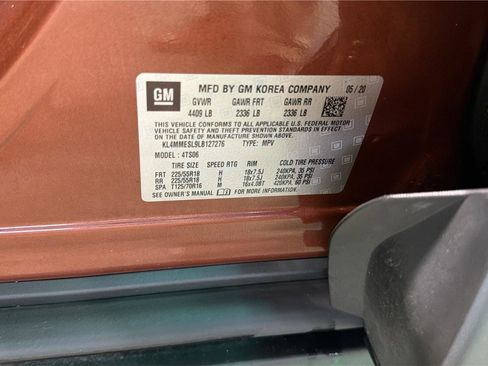 GM MFD BY GM KOREA COMPANY 05/20
GVWR GAWR FRT GAWR RR
4409 LB 2336 LB 2336 LB
THIS VEHICLE CONFORMS TO ALL APPLICABLE U.S. FEDERAL MOTOR
VEHICLE SAFETY, BUMPER, AND THEFT PREVENTION STANDARDS IN EFFECT ON THE
DATE OF MANUFACTURE SHOWN ABOVE.
KL4MMESL9LB127276 TYPE: MPV
MODEL: 4TS06
TIRE SIZE SPEED RTG RIM COLD TIRE PRESSURE
FRT 225/55R18 H 18x7.5J 240KPA, 35 PSI
RR 225/55R18 H 18x7.5J 240KPA, 35 PSI
SPA T125/70R16 M 16x4.0BT 420KPA, 60 PSI
SEE OWNER'S MANUAL FOR MORE INFORMATION.